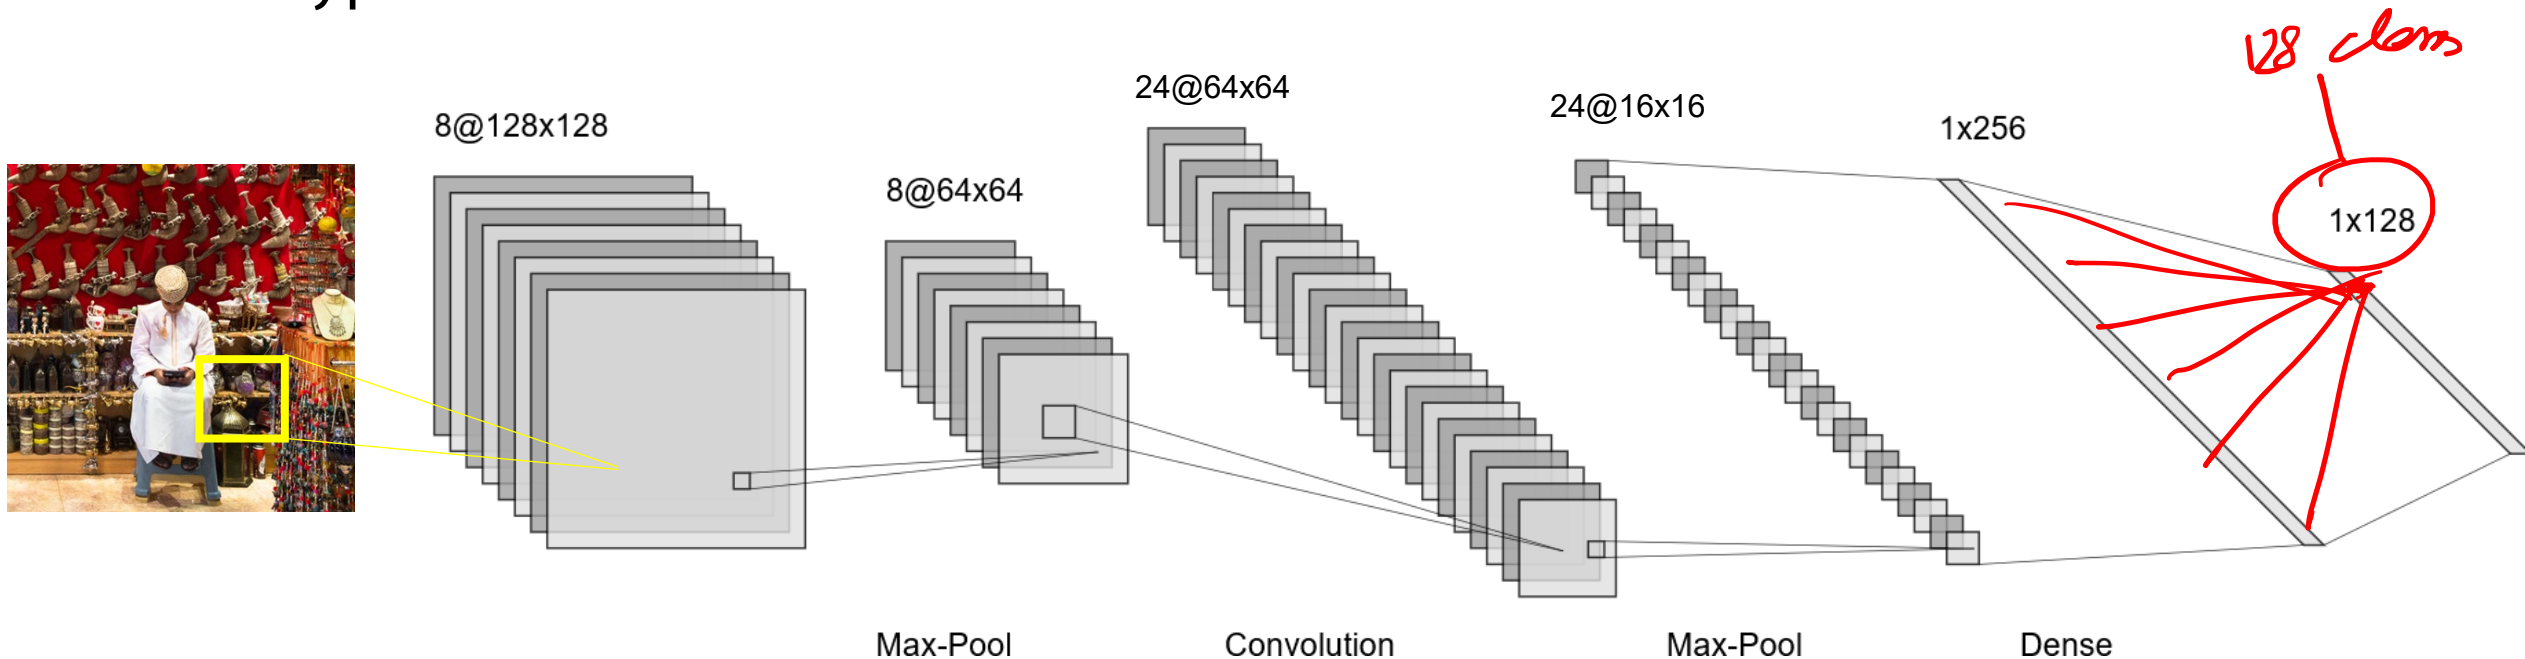 128 class
24@64x64
24@16x16
8@128x128
1x256
8@64x64
1x128
Max-Pool
Convolution
Max-Pool
Dense